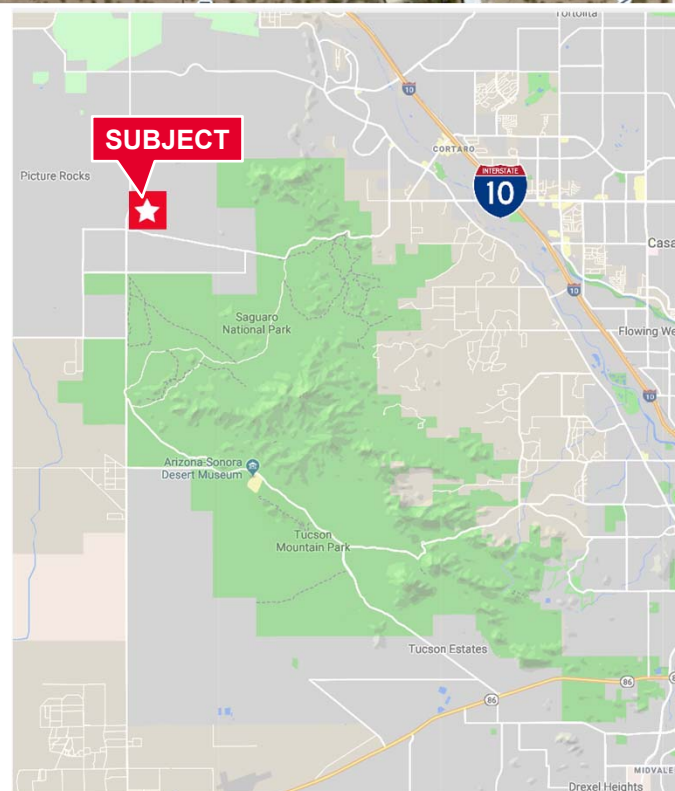 Tortolita
10
CORTARO
SUBJECT
Picture Rocks
INTERSTATE
10
Casa
10
Saguaro
National Park
Flowing We
10
Arizona-Sonora
Desert Museum
Tucson
Mountain Park
Tucson Estates
86
86
MIDVALE
Drexel Heights